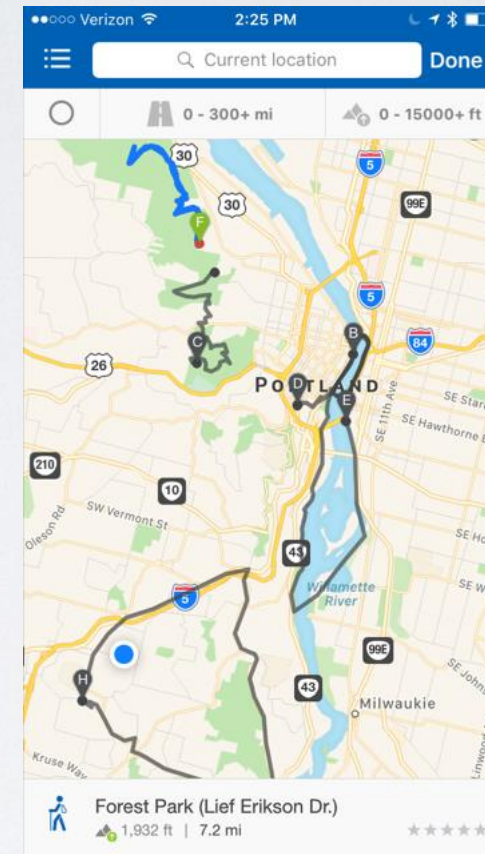 Verizon 2:25 PM
Current location
Done
0 - 300+ mi
0 - 15000+ ft
30
5
30
99E
F
5
B
84
C
26
PORTLAND
D
E
SE 11th Ave
SE Hawthorne
210
10
SW Vermont St
Oleson Rd
43
5
Willamette
River
99E
H
43
Milwaukie
Kruse Way
Forest Park (Lief Erikson Dr.)
1,932 ft | 7.2 mi